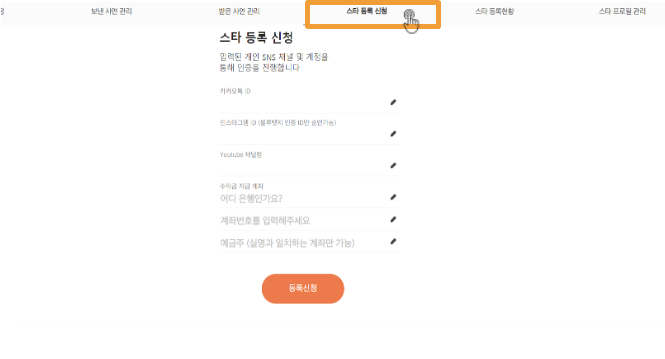 보낸 사연 관리
받은 사연 관리
스타 등록 신청
스타 등록현황
스타 프로필 관리
스타 등록 신청
입력된 개인 SNS 채널 및 계정을
통해 인증을 진행합니다
카카오톡 ID
인스타그램 ID (블루뱃지 인증 ID만 승인가능)
Youtube 채널명
수익금 지급 계좌
어디 은행인가요?
계좌번호를 입력해주세요
예금주 (실명과 일치하는 계좌만 가능)
등록신청